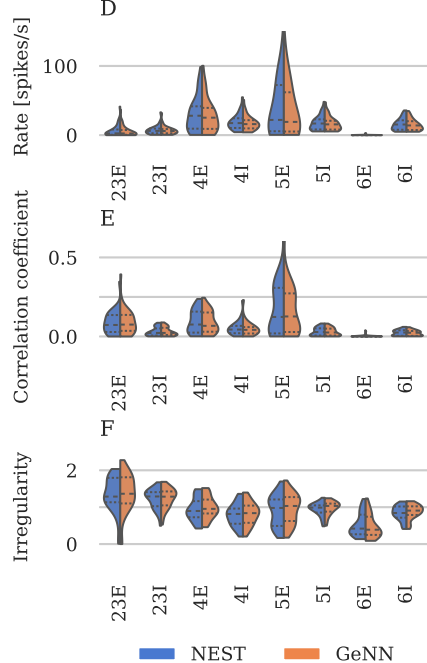 D
Rate [spikes/s]
100
0
23E 23I 4E 4I 5E 5I 6E 6I
E
Correlation coefficient
0.5
0.0
23E 23I 4E 4I 5E 5I 6E 6I
F
Irregularity
2
0
23E 23I 4E 4I 5E 5I 6E 6I
NEST GeNN